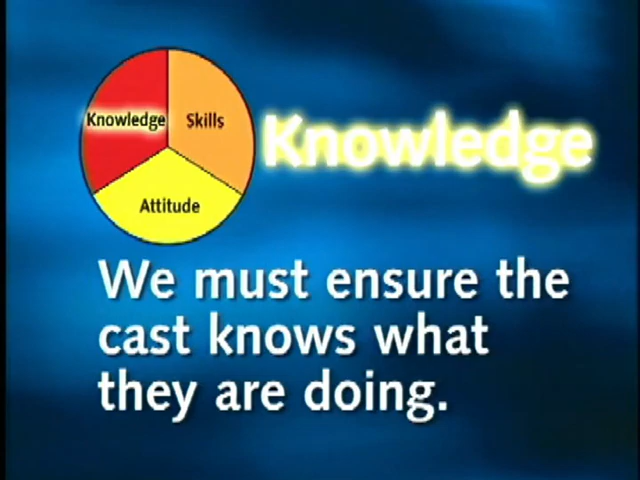 Knowledge
Skills
Attitude
Knowledge
We must ensure the
cast knows what
they are doing.